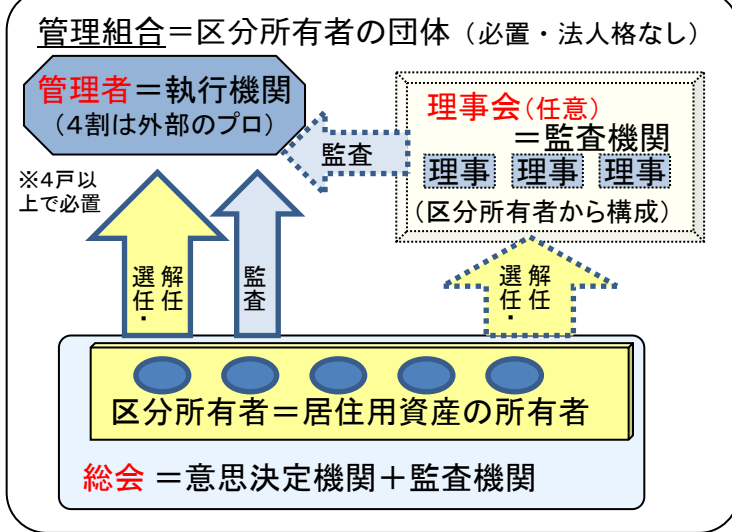 管理組合＝区分所有者の団体（必置・法人格なし）
管理者＝執行機関
（4割は外部のプロ）
理事会（任意）
＝監査機関
理事 理事 理事
（区分所有者から構成）
監査
※4戸以
上で必置
選任・
解任
監査
選任・
解任
区分所有者＝居住用資産の所有者
総会＝意思決定機関＋監査機関